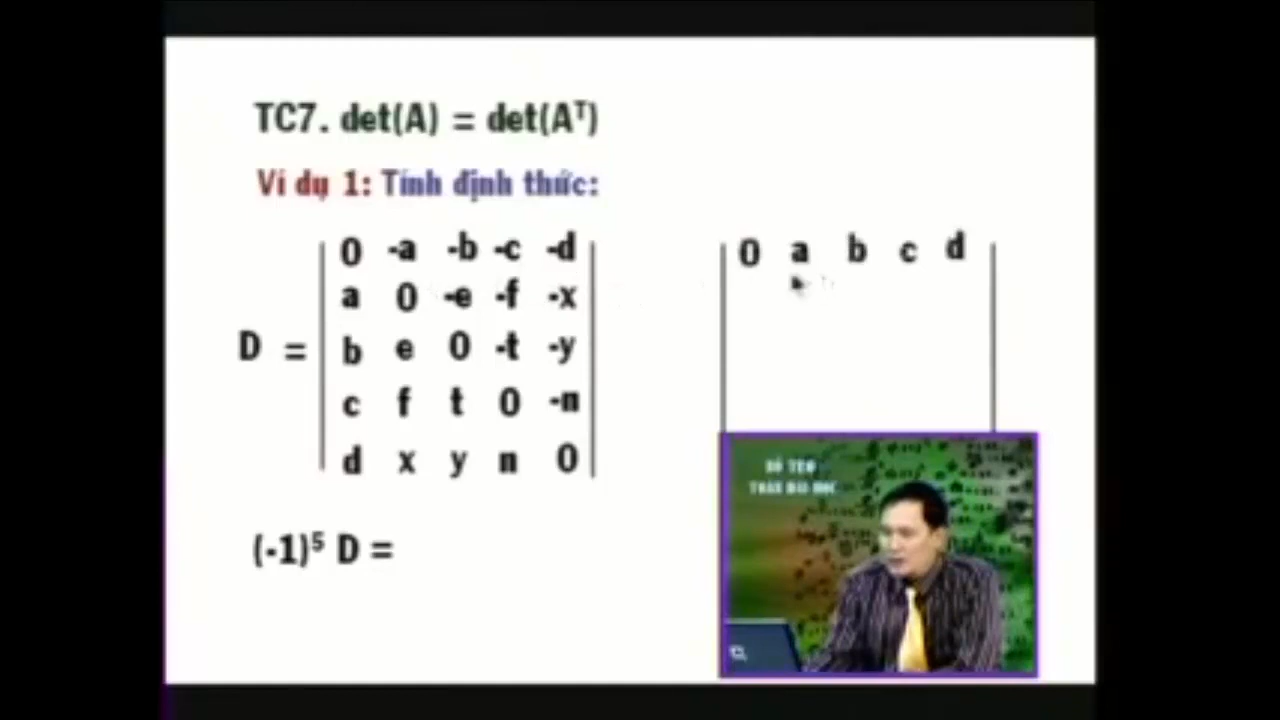 TC7. det(A) = det(Aᵀ)
Ví dụ 1: Tính định thức:
0 -a -b -c -d
a 0 -e -f -x
D = b e 0 -t -y
c f t 0 -n
d x y n 0
0 a b c d
(-1)⁵ D =